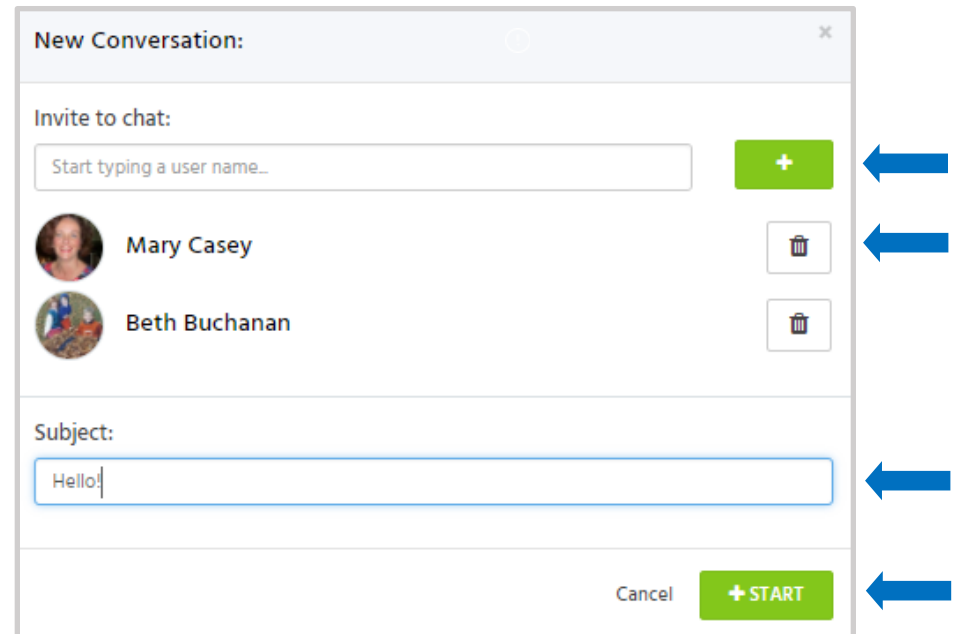 New Conversation:
Invite to chat:
Start typing a user name...
Mary Casey
Beth Buchanan
Subject:
Hello!
Cancel
START